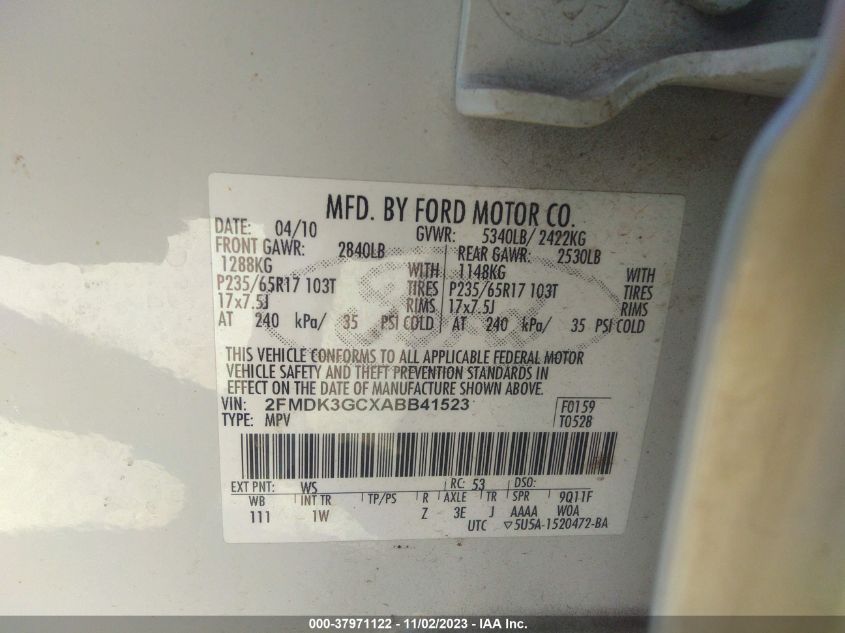 MFD. BY FORD MOTOR CO.
DATE: 04/10 GVWR: 5340LB/ 2422KG
FRONT GAWR: 2840LB REAR GAWR: 2530LB
1288KG WITH 1148KG WITH
P235/65R17 103T TIRES P235/65R17 103T TIRES
17x7.5J RIMS 17x7.5J RIMS
AT 240 kPa/ 35 PSI COLD AT 240 kPa/ 35 PSI COLD
THIS VEHICLE CONFORMS TO ALL APPLICABLE FEDERAL MOTOR
VEHICLE SAFETY AND THEFT PREVENTION STANDARDS IN
EFFECT ON THE DATE OF MANUFACTURE SHOWN ABOVE.
VIN: 2FMDK3GCXABB41523 F0159
TYPE: MPV T0528
EXT PNT: WS RC: 53 DSO:
WB INT TR TP/PS R AXLE TR SPR 9Q11F
111 1W Z 3E J AAAA WOA
UTC ▽5U5A-1520472-BA
000-37971122 - 11/02/2023 - IAA Inc.